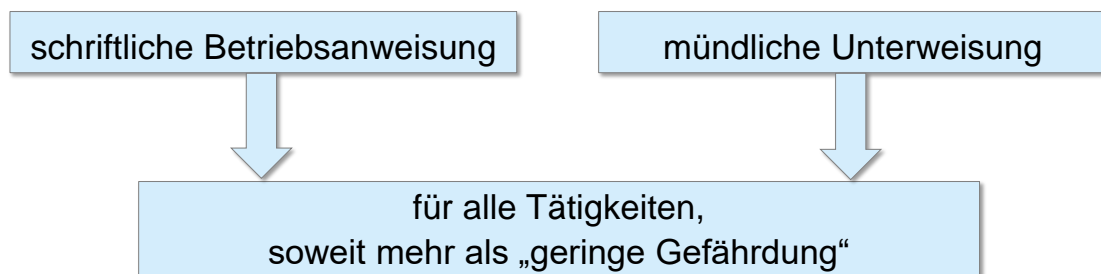 schriftliche Betriebsanweisung
mündliche Unterweisung
für alle Tätigkeiten,
soweit mehr als „geringe Gefährdung“